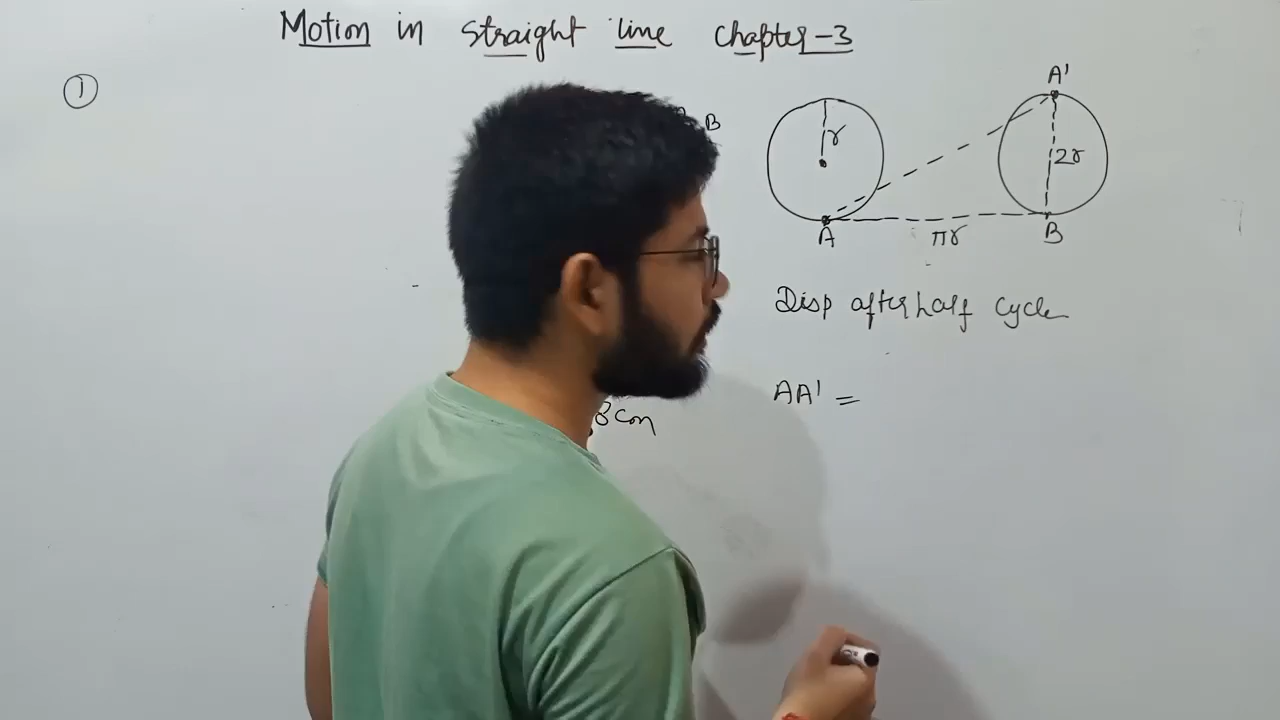 Motion in straight line chapter-3
①
A'
B
r
2r
A
πr
B
Disp after half cycle
AA' =
8cm